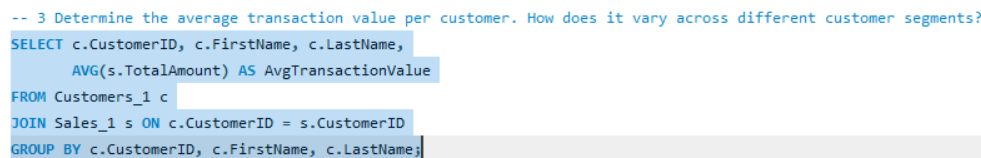 -- 3 Determine the average transaction value per customer. How does it vary across different customer segments?
SELECT c.CustomerID, c.FirstName, c.LastName,
AVG(s.TotalAmount) AS AvgTransactionValue
FROM Customers_1 c
JOIN Sales_1 s ON c.CustomerID = s.CustomerID
GROUP BY c.CustomerID, c.FirstName, c.LastName;